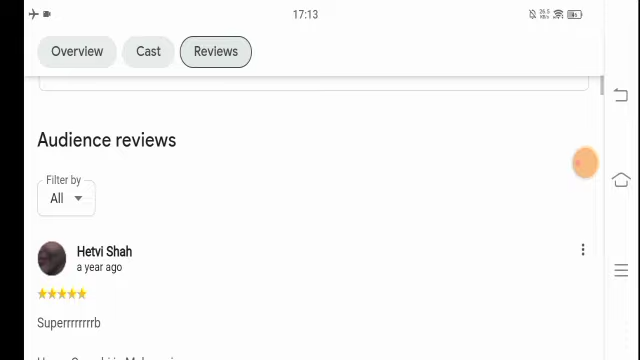 17:13
Overview Cast Reviews
Audience reviews
Filter by
All
Hetvi Shah
a year ago
Superrrrrrrrb